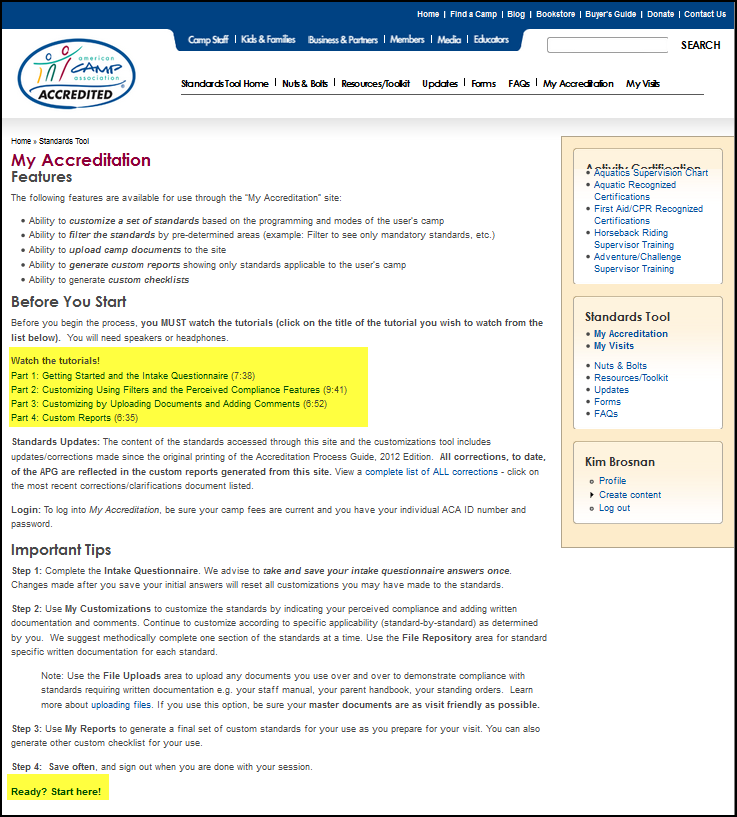 Home | Find a Camp | Blog | Bookstore | Buyer's Guide | Donate | Contact Us
Camp Staff | Kids & Families | Business & Partners | Members | Media | Educators
SEARCH
american
CAMP
association
ACCREDITED
®
Standards Tool Home | Nuts & Bolts | Resources/Toolkit Updates | Forms FAQs | My Accreditation My Visits
Home » Standards Tool
My Accreditation
Features
The following features are available for use through the "My Accreditation" site:
• Ability to customize a set of standards based on the programming and modes of the user's camp
• Ability to filter the standards by pre-determined areas (example: Filter to see only mandatory standards, etc.)
• Ability to upload camp documents to the site
• Ability to generate custom reports showing only standards applicable to the user's camp
• Ability to generate custom checklists
Before You Start
Before you begin the process, you MUST watch the tutorials (click on the title of the tutorial you wish to watch from the
list below). You will need speakers or headphones.
Watch the tutorials!
Part 1: Getting Started and the Intake Questionnaire (7:38)
Part 2: Customizing Using Filters and the Perceived Compliance Features (9:41)
Part 3: Customizing by Uploading Documents and Adding Comments (6:52)
Part 4: Custom Reports (6:35)
Standards Updates: The content of the standards accessed through this site and the customizations tool includes
updates/corrections made since the original printing of the Accreditation Process Guide, 2012 Edition. All corrections, to date,
of the APG are reflected in the custom reports generated from this site. View a complete list of ALL corrections - click on
the most recent corrections/clarifications document listed.
Login: To log into My Accreditation, be sure your camp fees are current and you have your individual ACA ID number and
password.
Important Tips
Step 1: Complete the Intake Questionnaire. We advise to take and save your intake questionnaire answers once.
Changes made after you save your initial answers will reset all customizations you may have made to the standards.
Step 2: Use My Customizations to customize the standards by indicating your perceived compliance and adding written
documentation and comments. Continue to customize according to specific applicability (standard-by-standard) as determined
by you. We suggest methodically complete one section of the standards at a time. Use the File Repository area for standard
specific written documentation for each standard.
Note: Use the File Uploads area to upload any documents you use over and over to demonstrate compliance with
standards requiring written documentation e.g. your staff manual, your parent handbook, your standing orders. Learn
more about uploading files. If you use this option, be sure your master documents are as visit friendly as possible.
Step 3: Use My Reports to generate a final set of custom standards for your use as you prepare for your visit. You can also
generate other custom checklist for your use.
Step 4: Save often, and sign out when you are done with your session.
Ready? Start here!
Activity Certification
• Aquatics Supervision Chart
• Aquatic Recognized
Certifications
• First Aid/CPR Recognized
Certifications
• Horseback Riding
Supervisor Training
• Adventure/Challenge
Supervisor Training
Standards Tool
• My Accreditation
• My Visits
• Nuts & Bolts
• Resources/Toolkit
• Updates
• Forms
• FAQs
Kim Brosnan
Profile
Create content
Log out